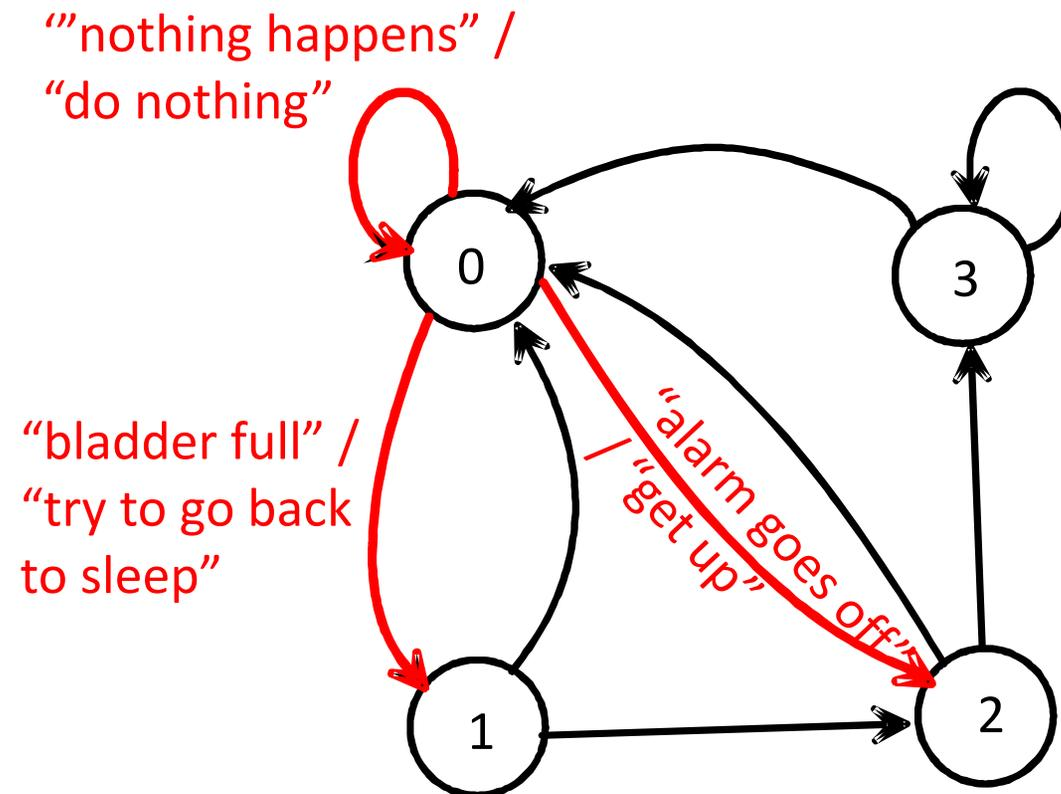 ‘”nothing happens” /
“do nothing”
0
3
“bladder full” /
“try to go back
to sleep”
“alarm goes off”
/ “get up”
1
2